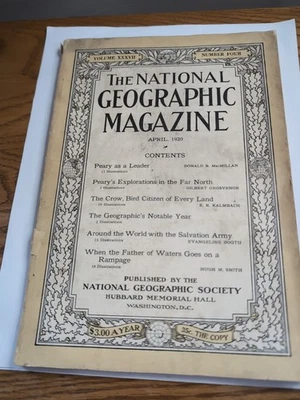 VOLUME XXXVII NUMBER FOUR
THE NATIONAL
GEOGRAPHIC
MAGAZINE
APRIL, 1920
CONTENTS
Peary as a Leader DONALD B. MACMILLAN
11 Illustrations
Peary's Explorations in the Far North
GILBERT GROSVENOR
The Crow, Bird Citizen of Every Land
E. R. KALMBACH
The Geographic's Notable Year
Around the World with the Salvation Army
EVANGELINE BOOTH
When the Father of Waters Goes on a
Rampage
HUGH M. SMITH
PUBLISHED BY THE
NATIONAL GEOGRAPHIC SOCIETY
HUBBARD MEMORIAL HALL
WASHINGTON, D.C.
$3.00 A YEAR 25c. THE COPY